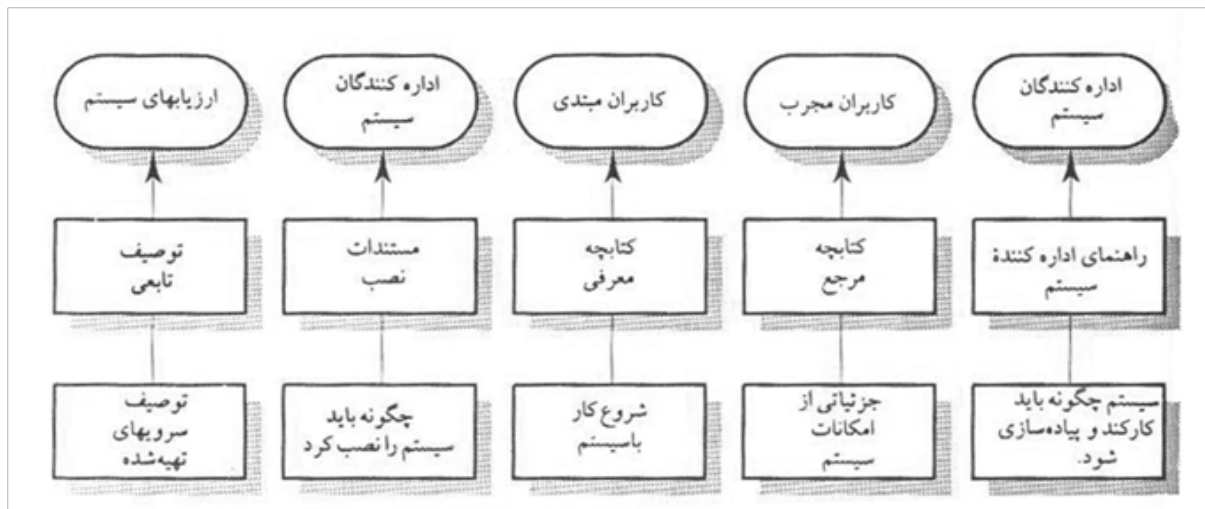 اداره کنندگان
سیستم
کاربران مجرب
کاربران مبتدی
اداره کنندگان
سیستم
ارزیابهای سیستم
راهنمای اداره کنندۀ
سیستم
کتابچه
مرجع
کتابچه
معرفی
مستندات
نصب
توصیف
تابعی
سیستم چگونه باید
کارکند و پیاده‌سازی
شود.
جزئیاتی از
امکانات
سیستم
شروع کار
باسیستم
چگونه باید
سیستم را نصب کرد
توصیف
سرویهای
تهیه‌شده